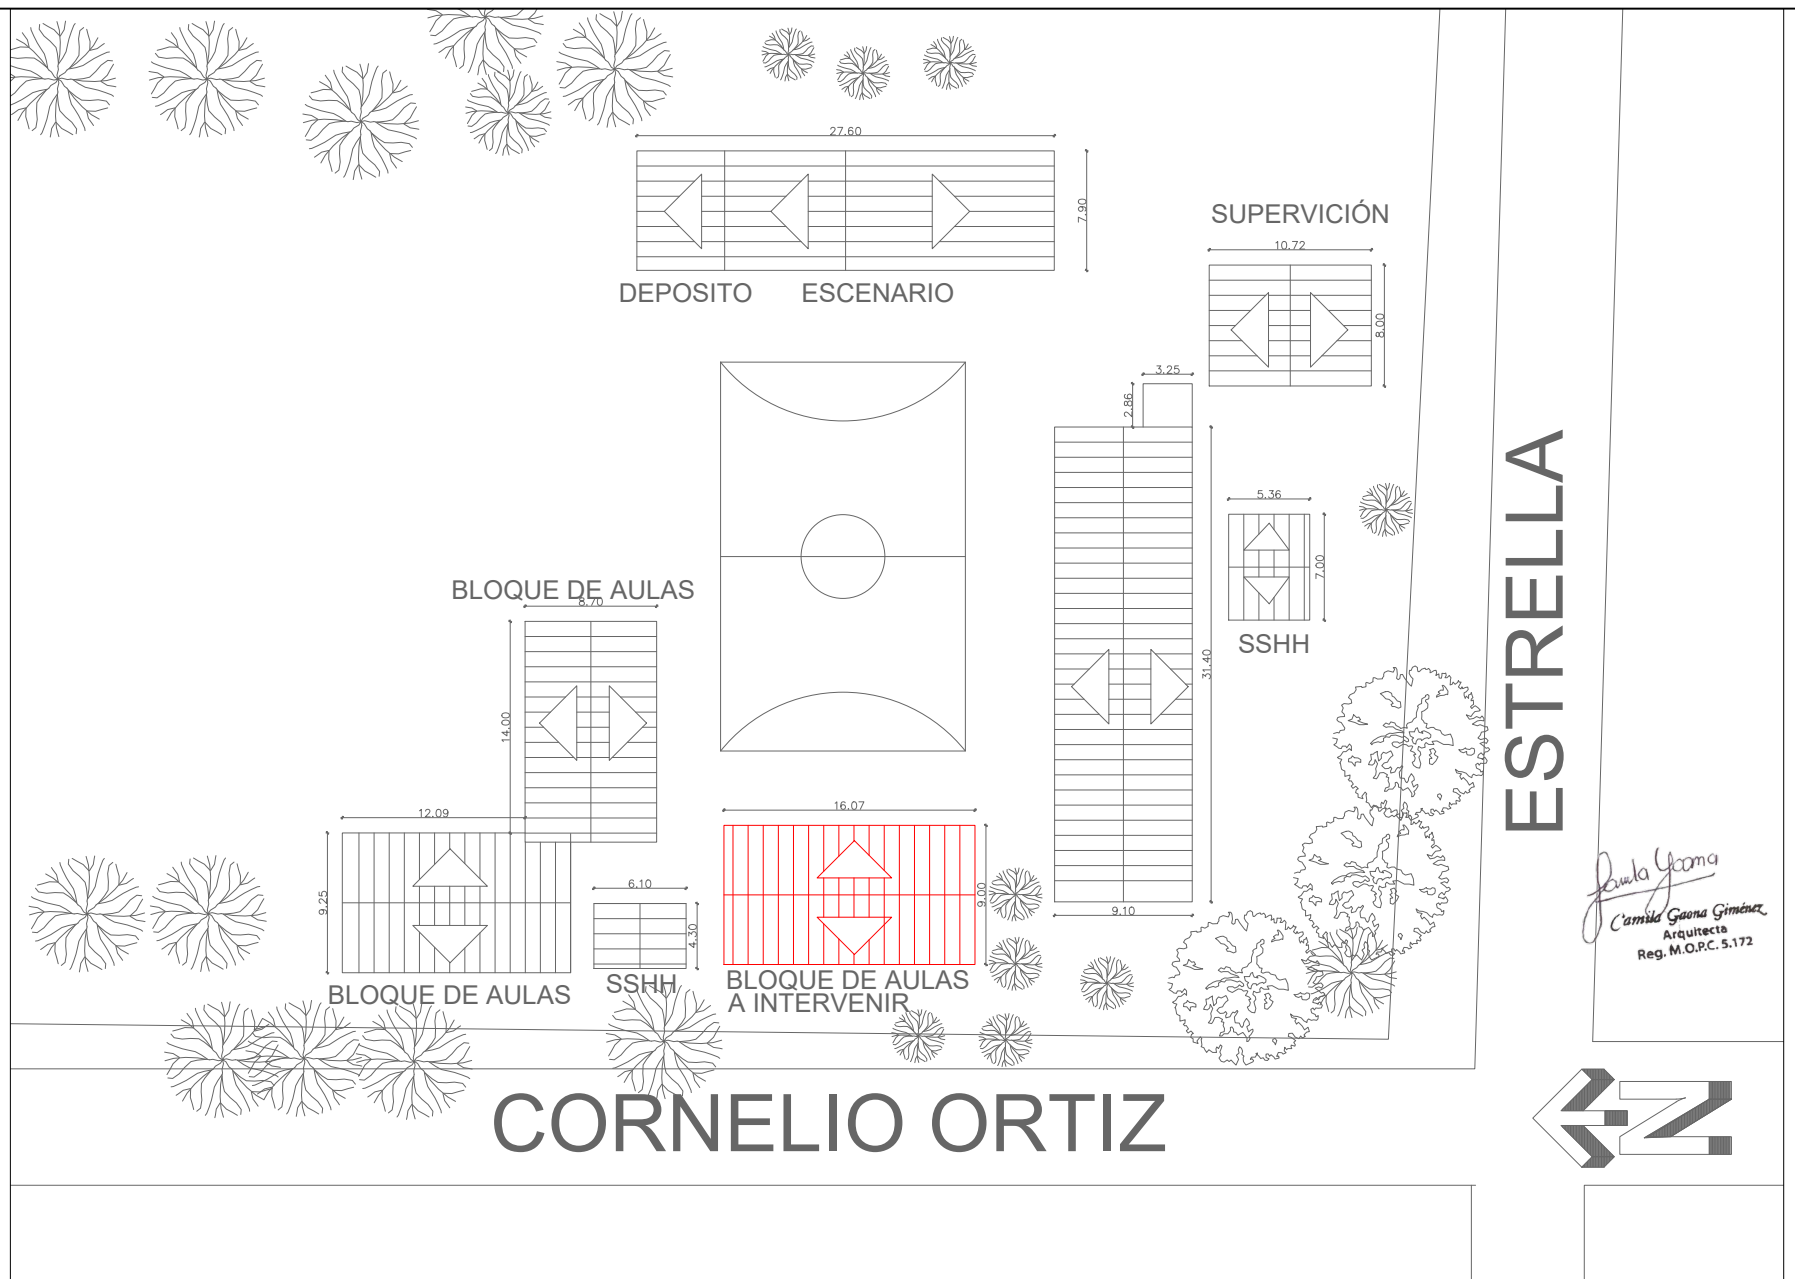 27.60
7.90
SUPERVICIÓN
10.72
8.00
DEPOSITO
ESCENARIO
3.25
2.86
5.36
7.00
SSHH
ESTRELLA
BLOQUE DE AULAS
8.70
14.00
31.40
12.09
9.25
BLOQUE DE AULAS
6.10
4.30
SSHH
16.07
9.00
BLOQUE DE AULAS
A INTERVENIR
9.10
Camila Gaona Giménez
Arquitecta
Reg. M.O.P.C. 5.172
CORNELIO ORTIZ
N